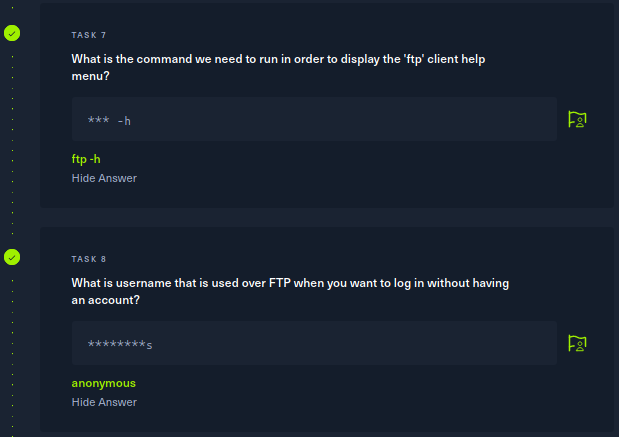 TASK 7
What is the command we need to run in order to display the 'ftp' client help
menu?
*** -h
ftp -h
Hide Answer
TASK 8
What is username that is used over FTP when you want to log in without having
an account?
********s
anonymous
Hide Answer